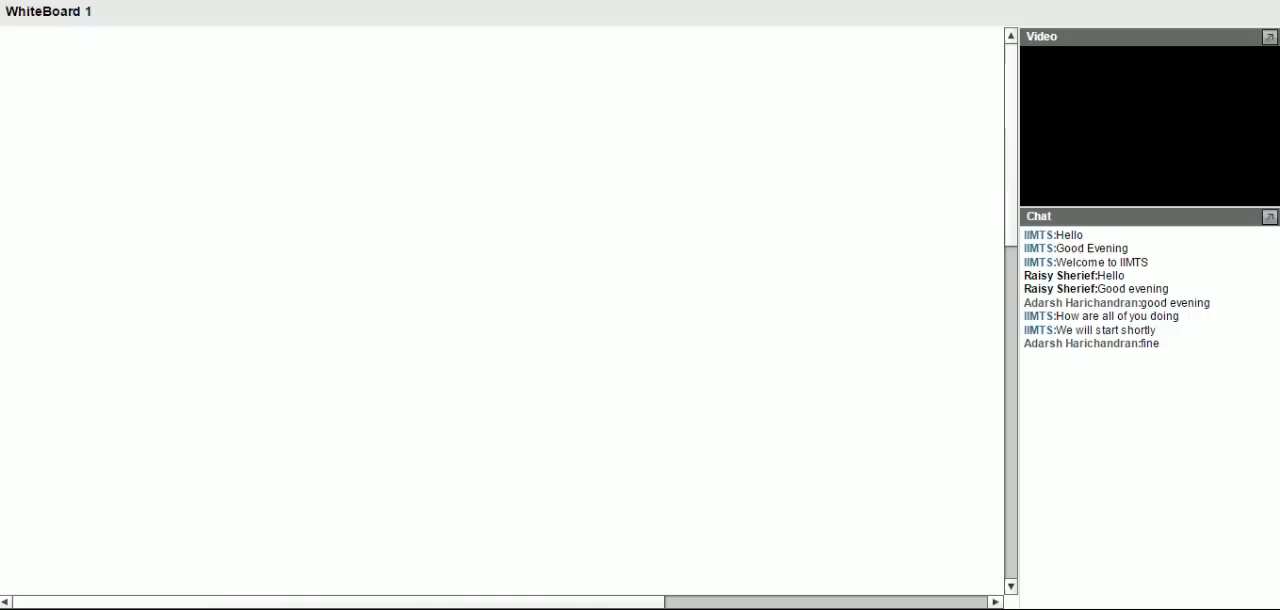 WhiteBoard 1
Video
Chat
IIMTS:Hello
IIMTS:Good Evening
IIMTS:Welcome to IIMTS
Raisy Sherief:Hello
Raisy Sherief:Good evening
Adarsh Harichandran:good evening
IIMTS:How are all of you doing
IIMTS:We will start shortly
Adarsh Harichandran:fine